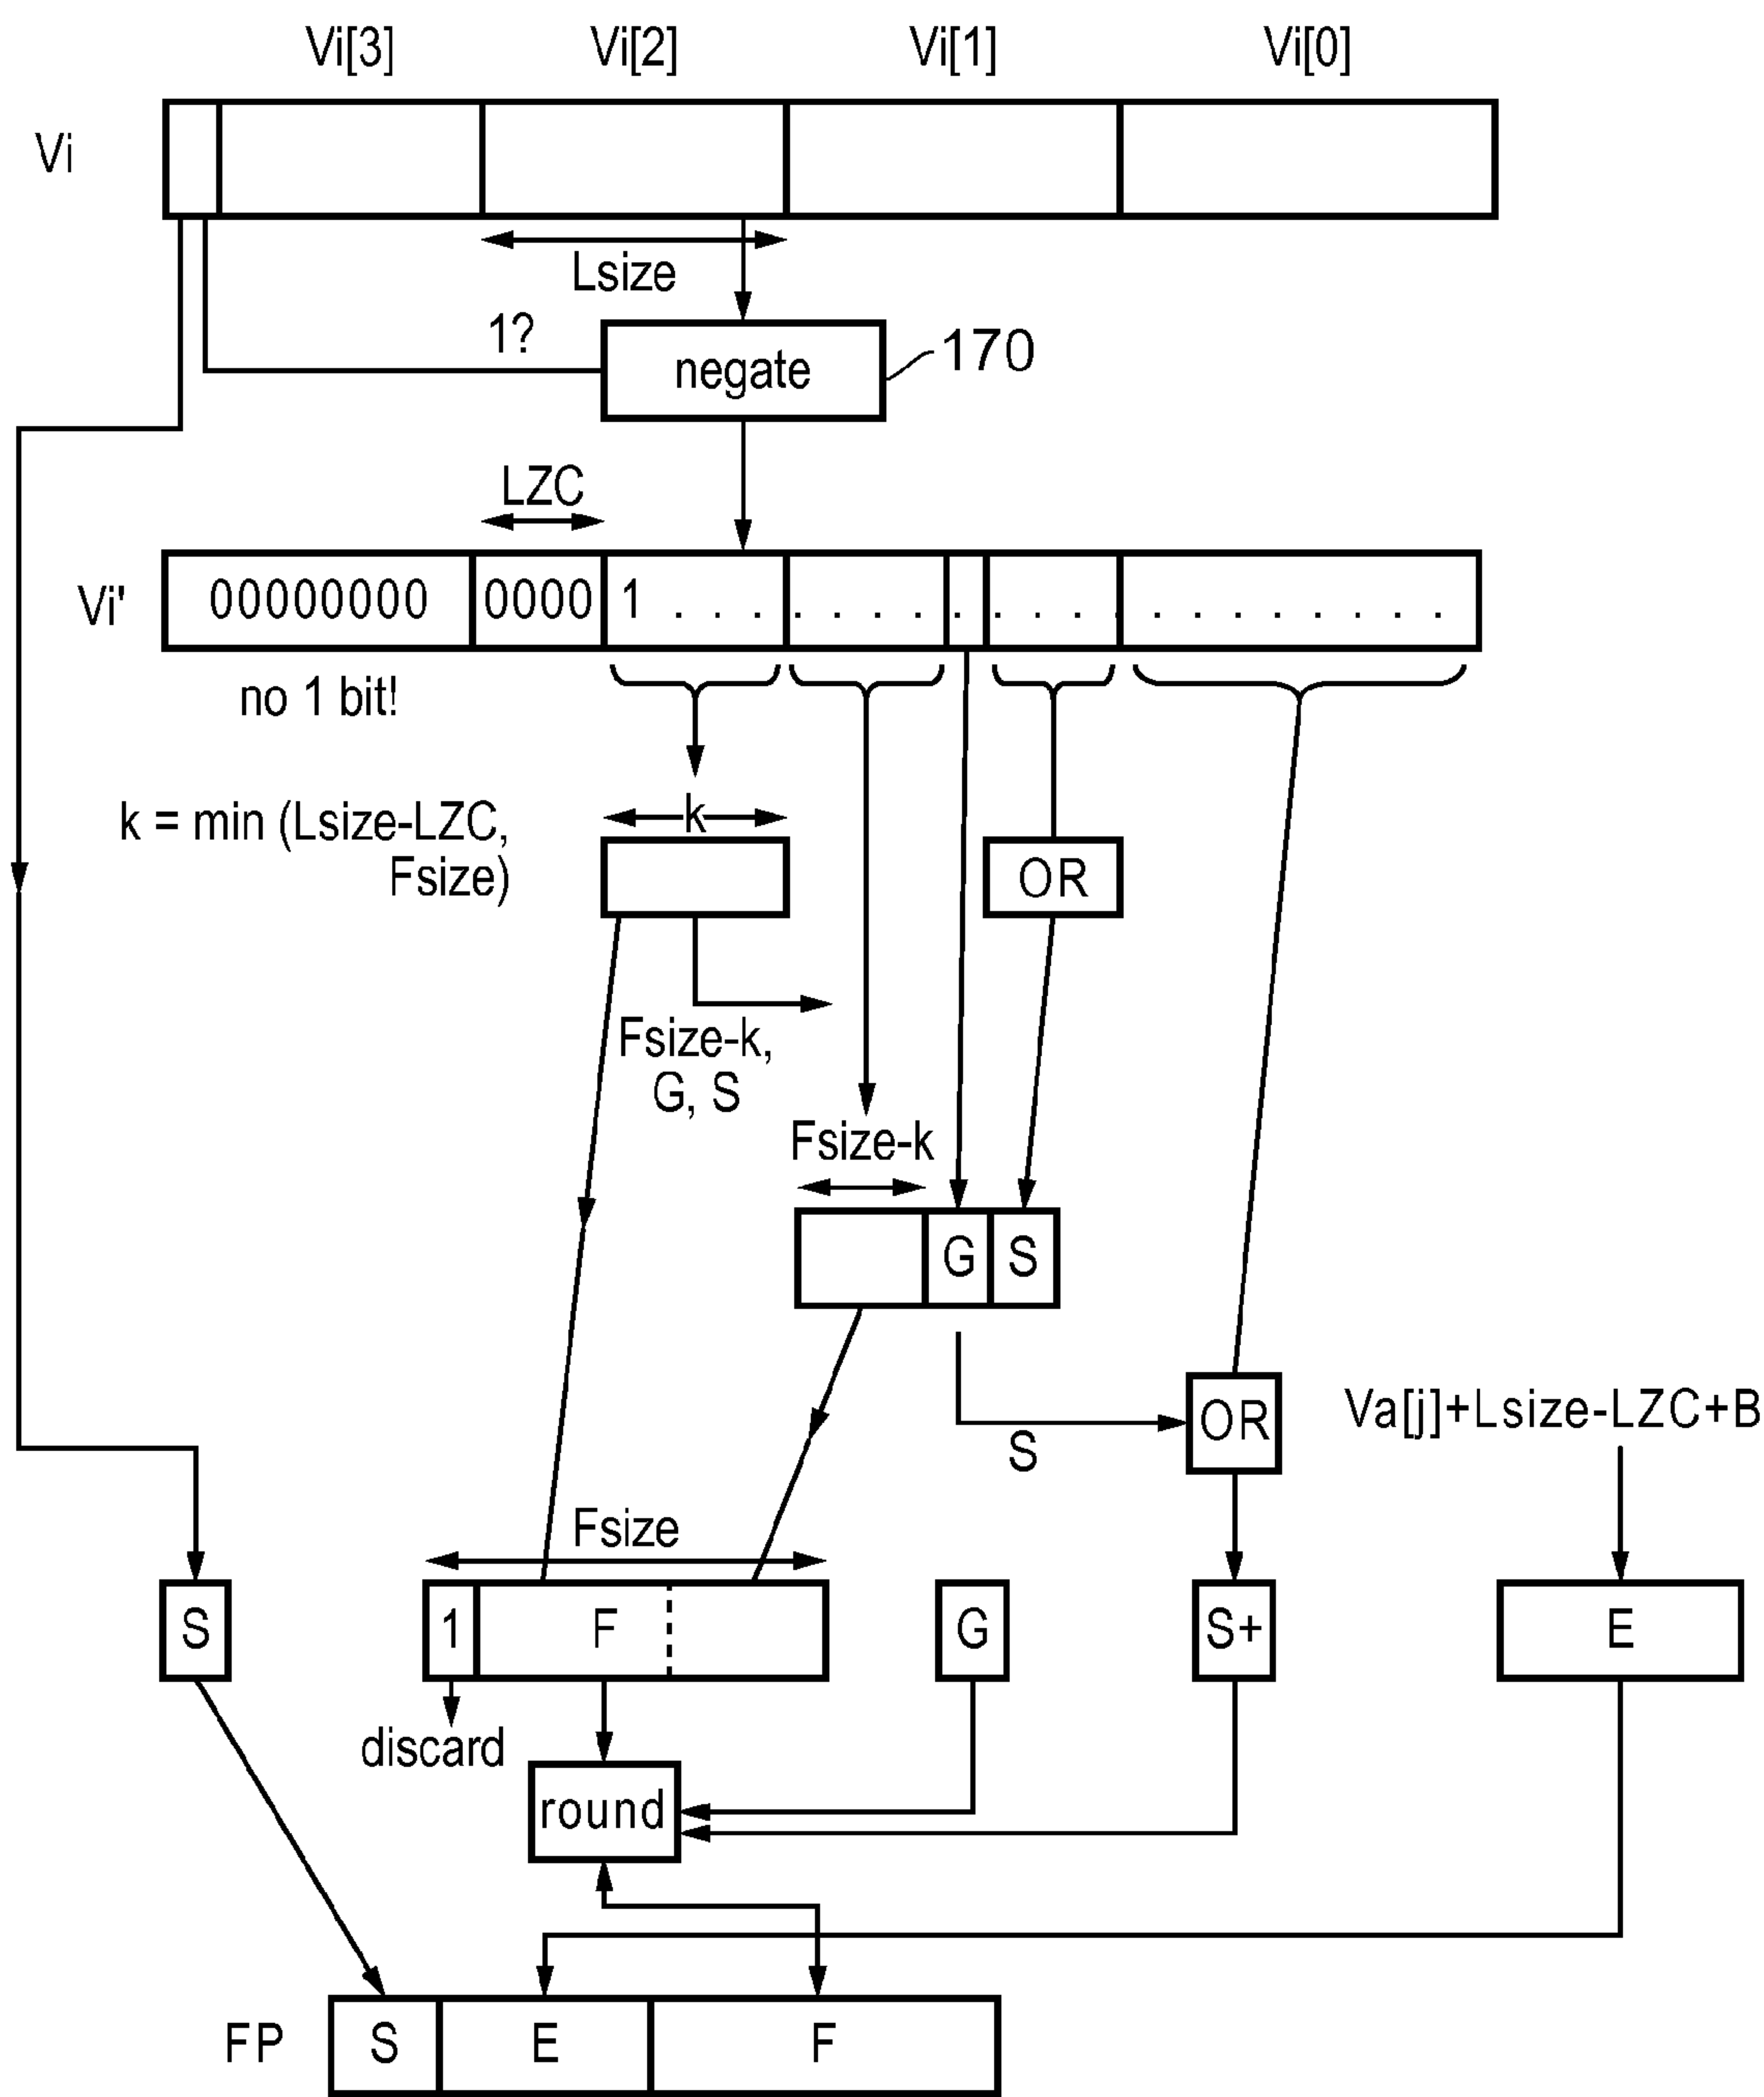 Vi[3] Vi[2] Vi[1] Vi[0]
Vi
Lsize
1?
negate
170
LZC
Vi'
00000000 0000 1 . . . . . . . . . . . . . . . . . . . .
no 1 bit!
k = min (Lsize-LZC,
Fsize)
k
OR
Fsize-k,
G, S
Fsize-k
G S
OR
S
Va[j]+Lsize-LZC+B
Fsize
S 1 F G S+ E
discard
round
FP S E F